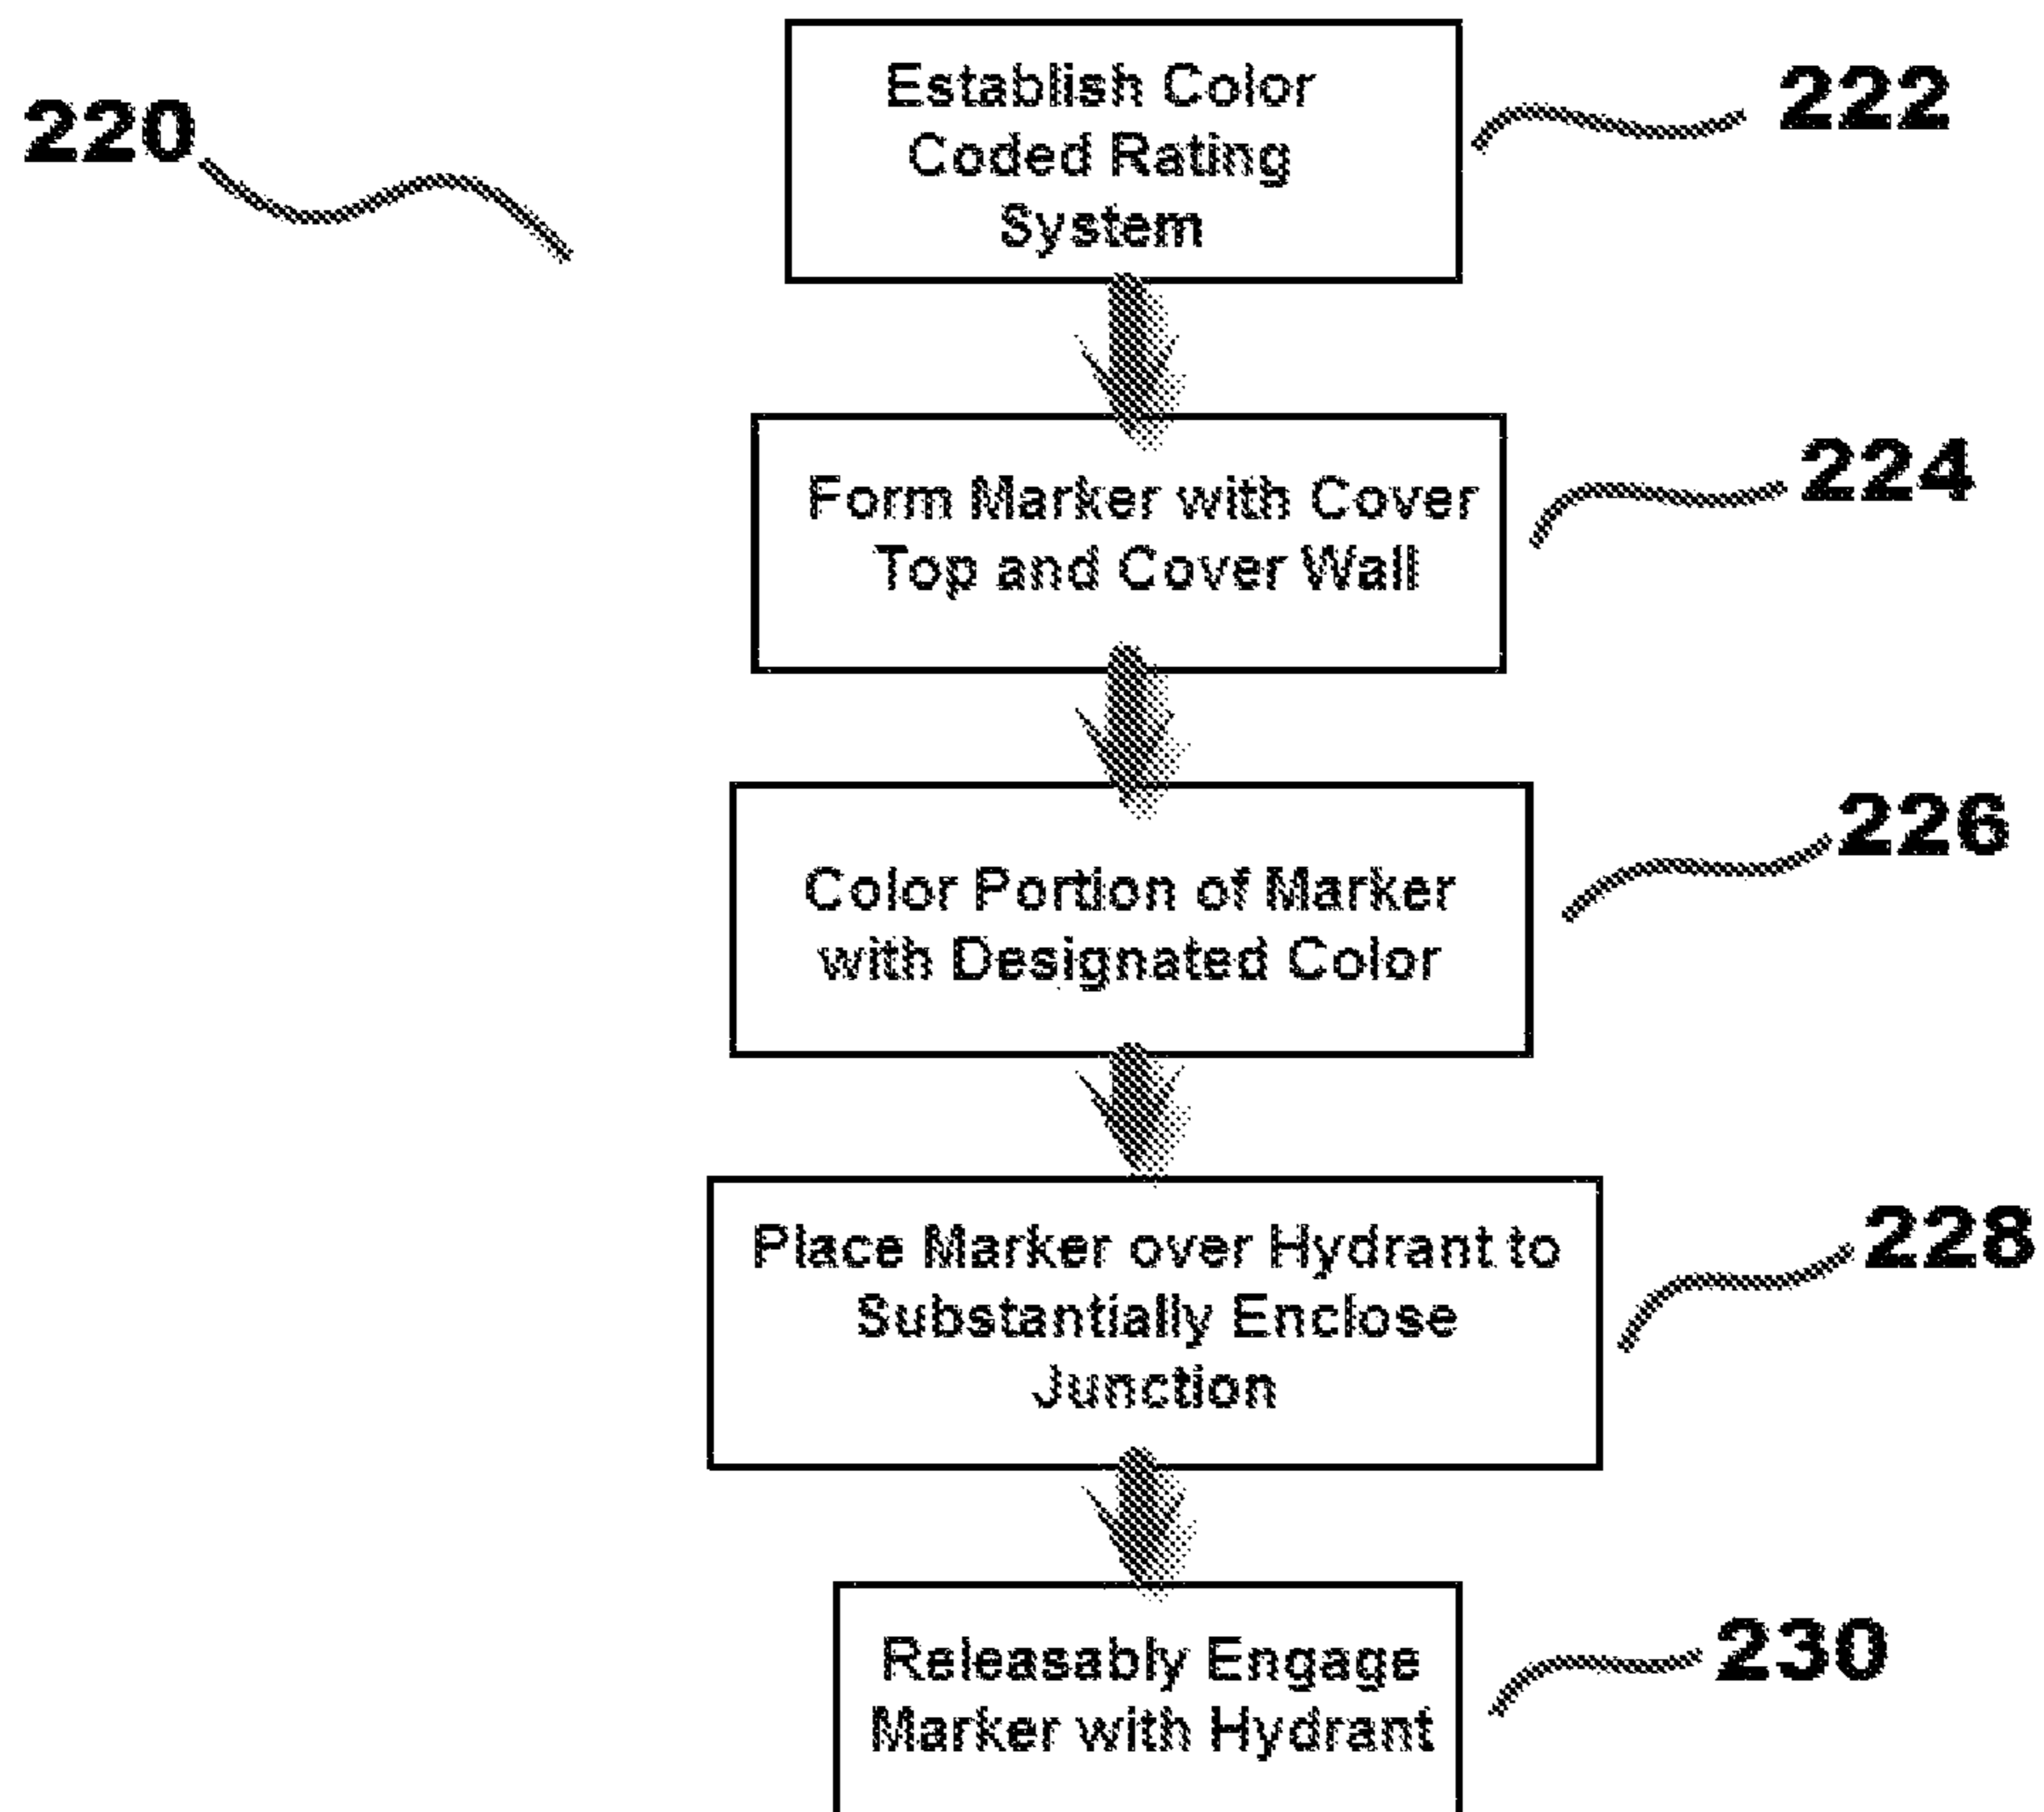 220
Establish Color
Coded Rating
System
222
Form Marker with Cover
Top and Cover Wall
224
Color Portion of Marker
with Designated Color
226
Place Marker over Hydrant to
Substantially Enclose
Junction
228
Releasably Engage
Marker with Hydrant
230